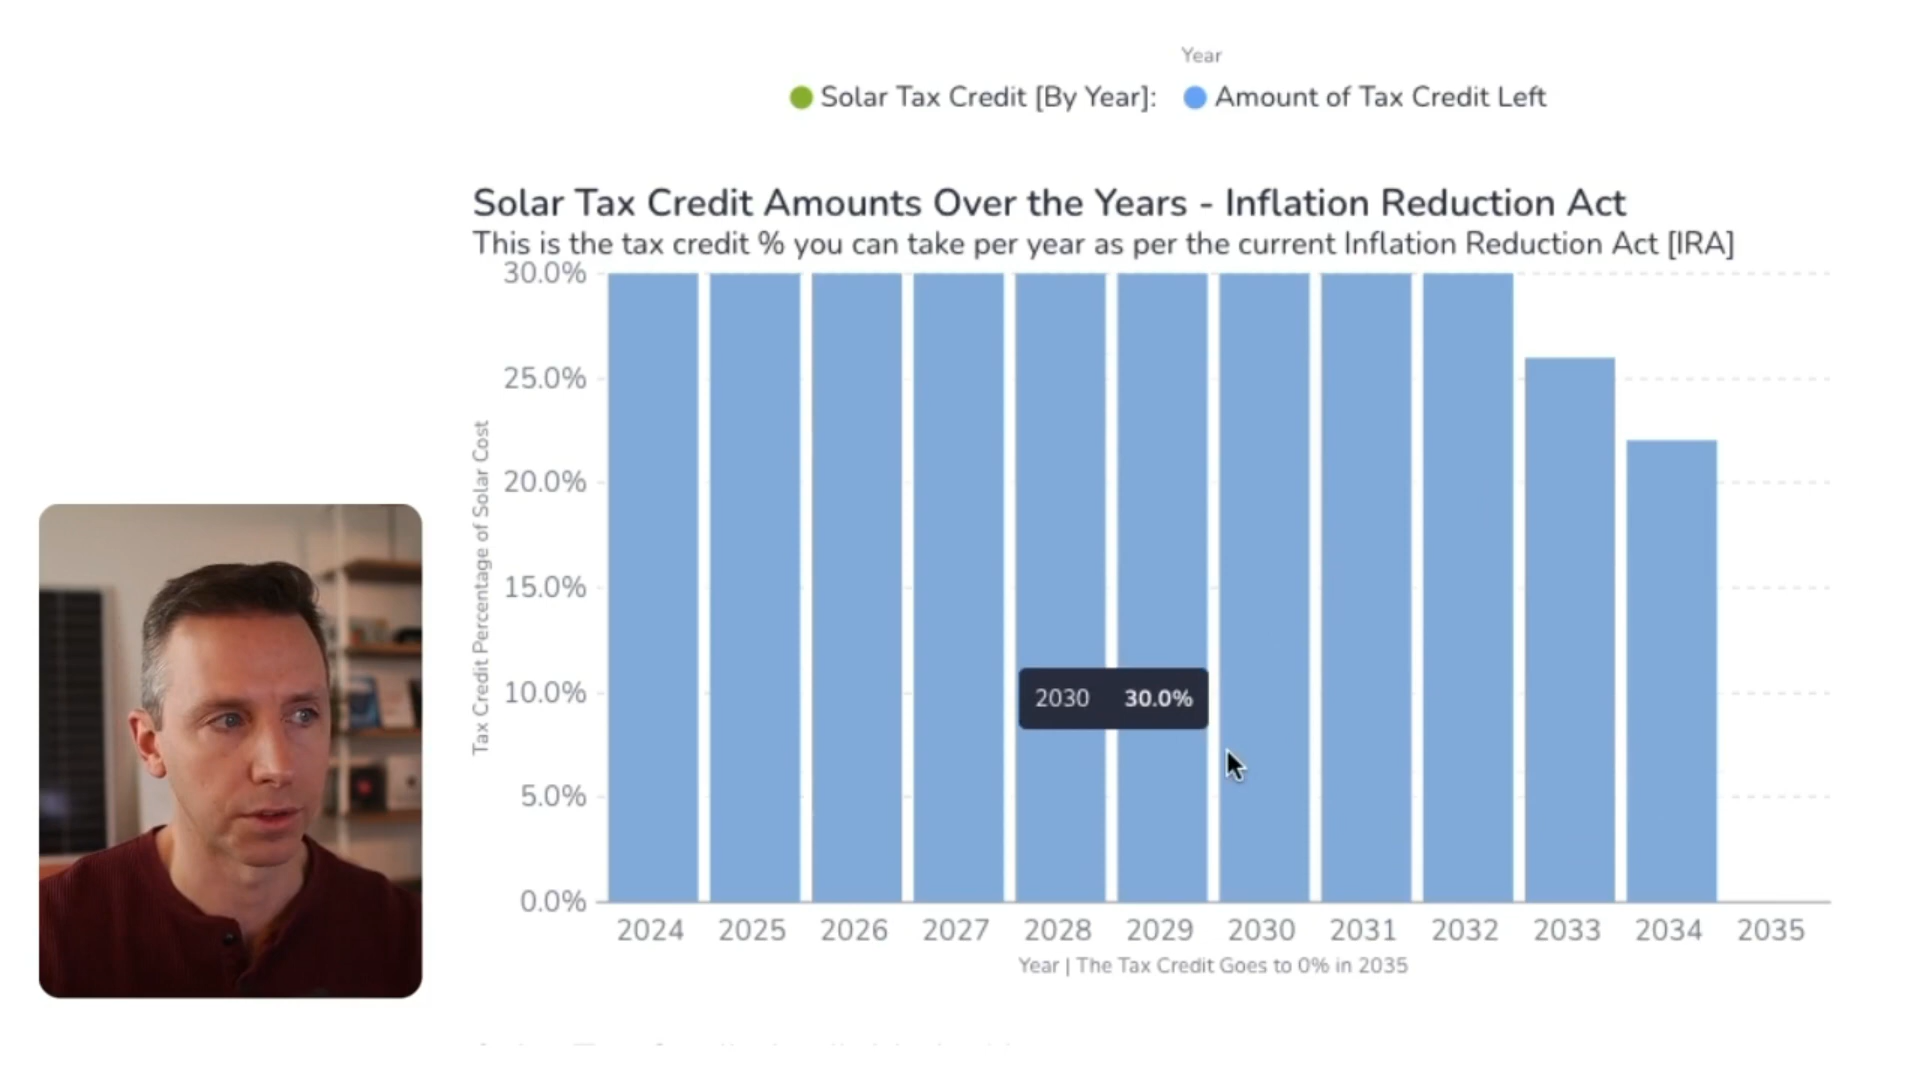 Year
Solar Tax Credit [By Year]: Amount of Tax Credit Left
Solar Tax Credit Amounts Over the Years - Inflation Reduction Act
This is the tax credit % you can take per year as per the current Inflation Reduction Act [IRA]
Tax Credit Percentage of Solar Cost
30.0%
25.0%
20.0%
15.0%
10.0%
5.0%
0.0%
2030 30.0%
2024 2025 2026 2027 2028 2029 2030 2031 2032 2033 2034 2035
Year | The Tax Credit Goes to 0% in 2035